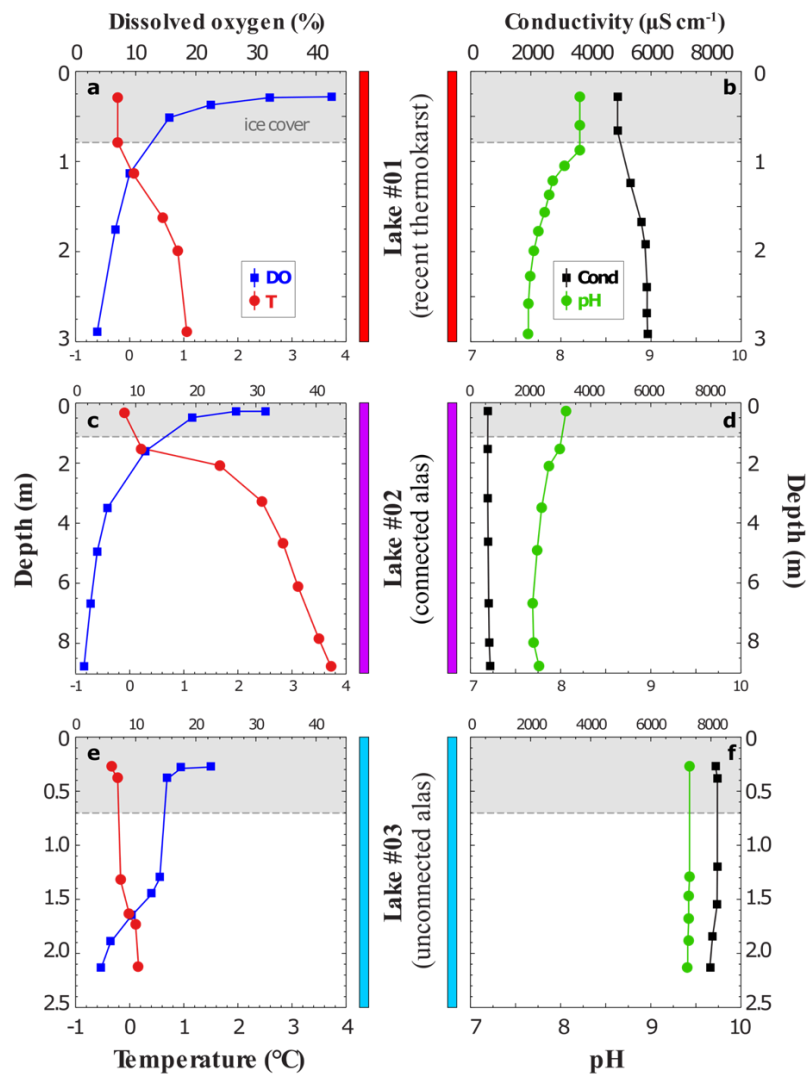 Dissolved oxygen (%)
Conductivity (µS cm⁻¹)
0 10 20 30 40
0 2000 4000 6000 8000
a
ice cover
0
1
2
3
DO
T
-1 0 1 2 3 4
Lake #01
(recent thermokarst)
b
Cond
pH
0
1
2
3
7 8 9 10
0 10 20 30 40
0 2000 4000 6000 8000
c
0
2
4
6
8
Depth (m)
-1 0 1 2 3 4
Lake #02
(connected alas)
d
0
2
4
6
8
Depth (m)
7 8 9 10
0 10 20 30 40
0 2000 4000 6000 8000
e
0
0.5
1.0
1.5
2.0
2.5
-1 0 1 2 3 4
Lake #03
(unconnected alas)
f
0
0.5
1.0
1.5
2.0
2.5
7 8 9 10
Temperature (°C)
pH